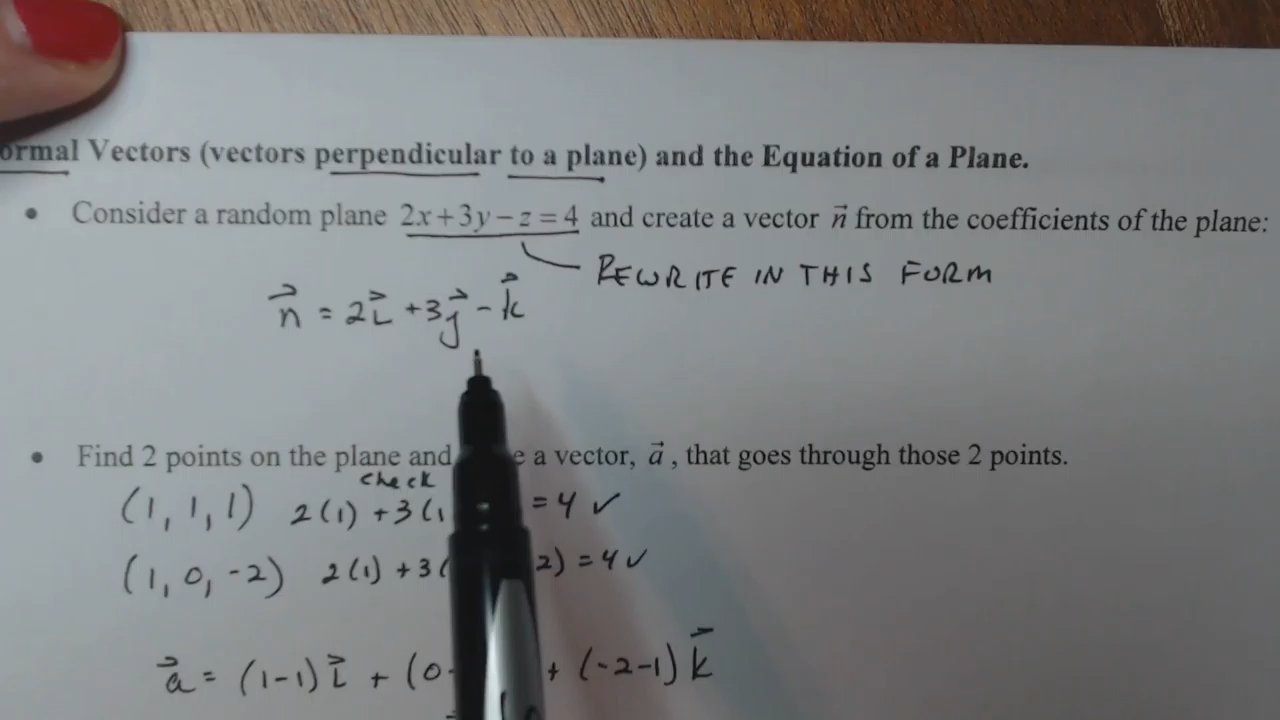 ormal Vectors (vectors perpendicular to a plane) and the Equation of a Plane.
• Consider a random plane 2x+3y−z=4 and create a vector n⃗ from the coefficients of the plane:
REWRITE IN THIS FORM
n⃗ = 2i⃗ +3j⃗ − k⃗
• Find 2 points on the plane and e a vector, a⃗, that goes through those 2 points.
check
(1, 1, 1) 2(1) +3(1 = 4 ✓
(1, 0, -2) 2(1) +3( 2) = 4 ✓
a⃗ = (1-1)i⃗ + (0- + (-2-1)k⃗